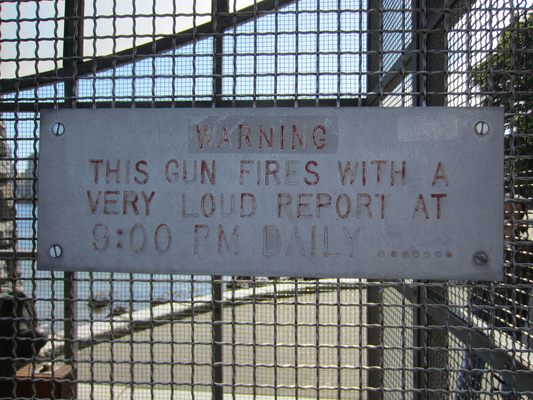 WARNING
THIS GUN FIRES WITH A
VERY LOUD REPORT AT
9:00 PM DAILY .......